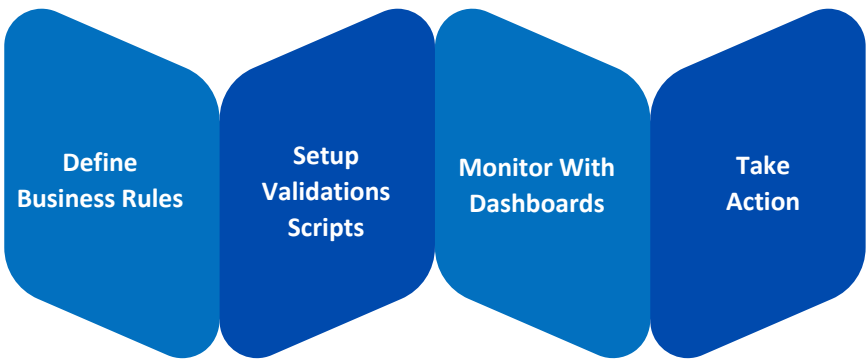 Define
Business Rules
Setup
Validations
Scripts
Monitor With
Dashboards
Take
Action